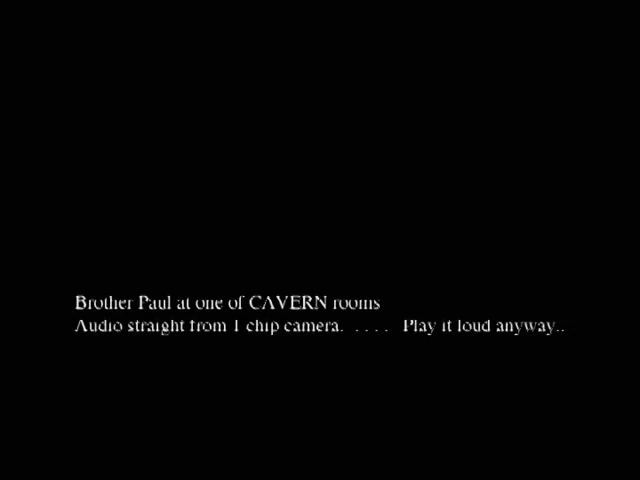 Brother Paul at one of CAVERN rooms
Audio straight from 1 chip camera. . . . . Play it loud anyway..